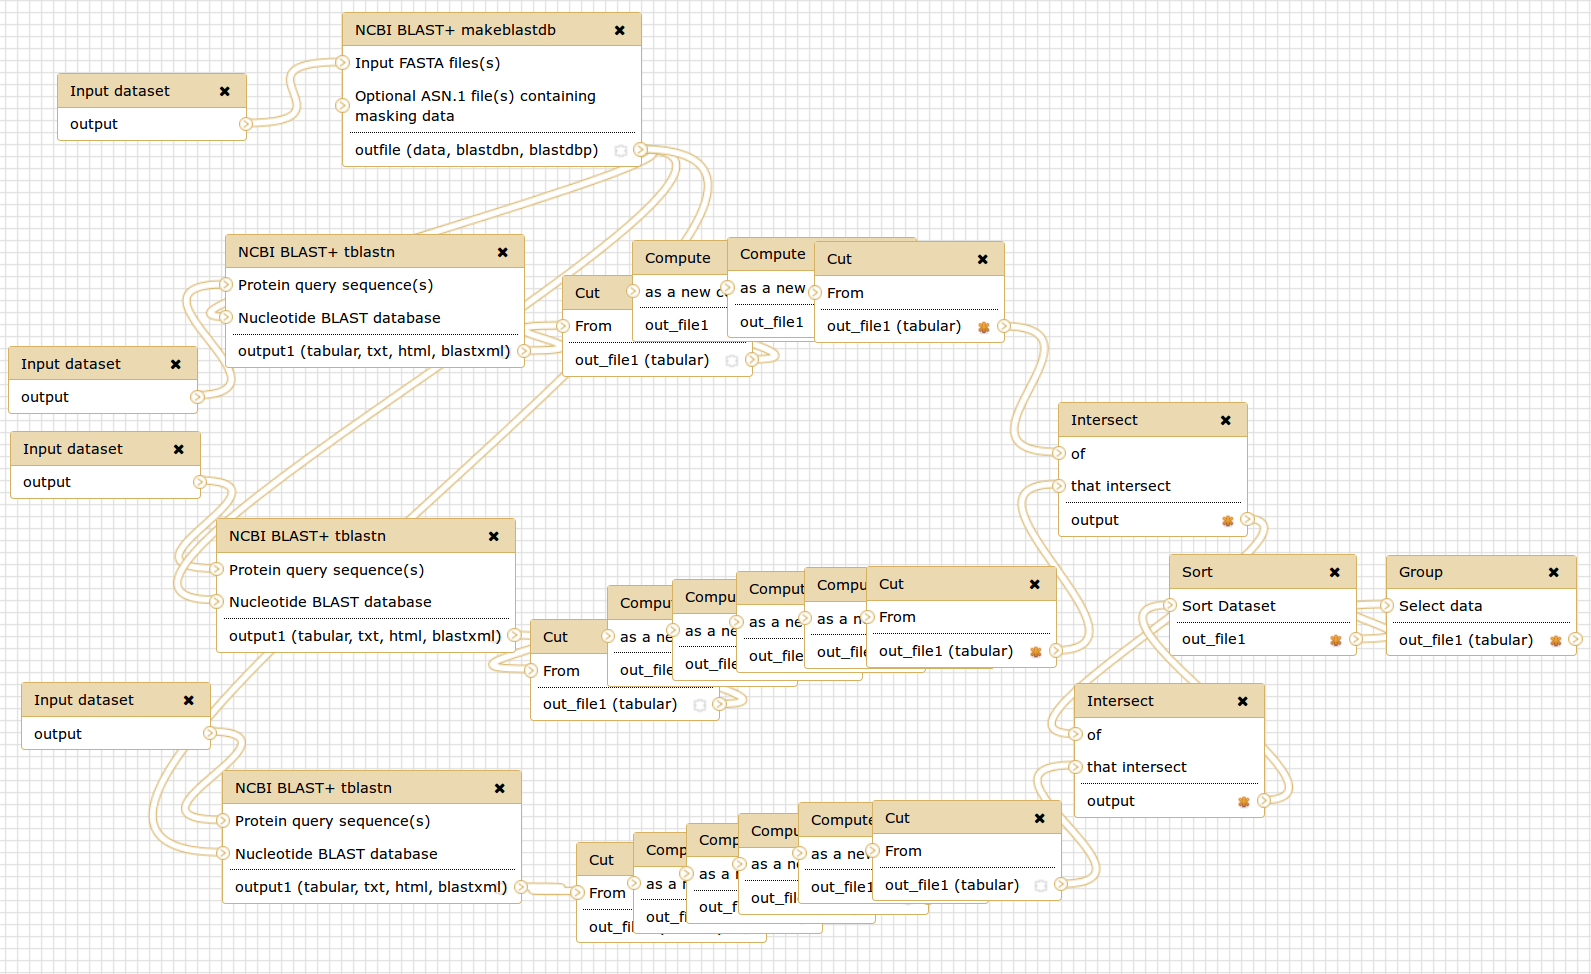 NCBI BLAST+ makeblastdb
Input FASTA files(s)
Optional ASN.1 file(s) containing
masking data
outfile (data, blastdbn, blastdbp)
Input dataset
output
NCBI BLAST+ tblastn
Protein query sequence(s)
Nucleotide BLAST database
output1 (tabular, txt, html, blastxml)
Cut
From
out_file1 (tabular)
Compute
as a new
out_file1
Compute
as a new
out_file1
Cut
From
out_file1 (tabular)
Input dataset
output
Input dataset
output
Intersect
of
that intersect
output
NCBI BLAST+ tblastn
Protein query sequence(s)
Nucleotide BLAST database
output1 (tabular, txt, html, blastxml)
Cut
From
out_file1 (tabular)
Compu
as a ne
out_file
Compu
as a ne
out_file
Comput
as a ne
out_file
Compu
as a n
out_file
Cut
From
out_file1 (tabular)
Sort
Sort Dataset
out_file1
Group
Select data
out_file1 (tabular)
Input dataset
output
Intersect
of
that intersect
output
NCBI BLAST+ tblastn
Protein query sequence(s)
Nucleotide BLAST database
output1 (tabular, txt, html, blastxml)
Cut
From
out_fil
Comp
as a
out_fi
Comp
as a
out_f
Compu
as a n
out_fil
Compute
as a ne
out_file1
Cut
From
out_file1 (tabular)